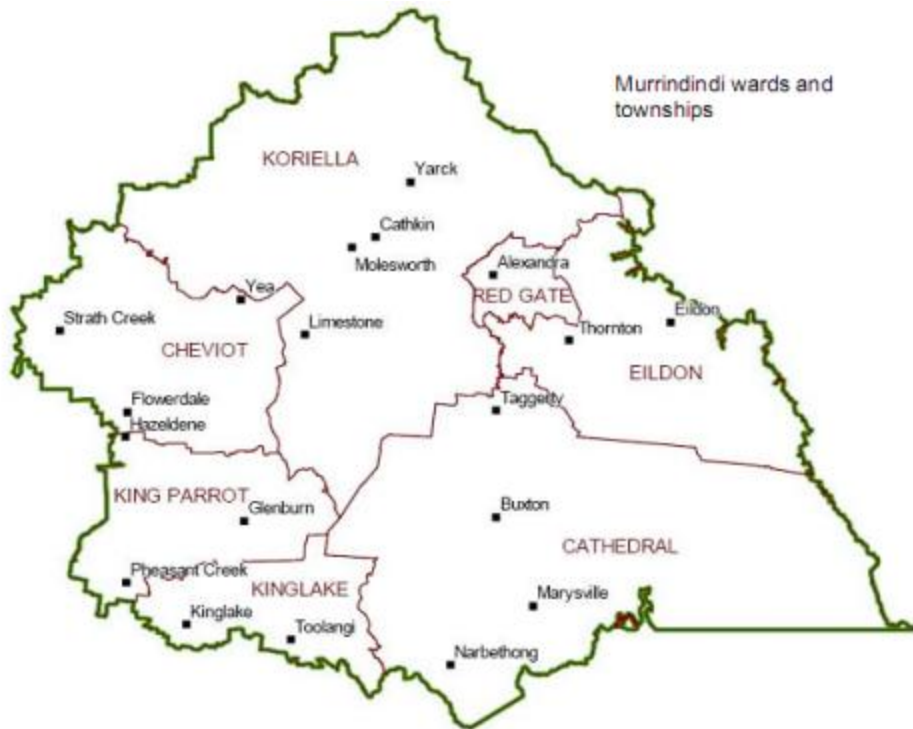 Murrindindi wards and
townships
KORIELLA
Yarck
Cathkin
Molesworth
Alexandra
RED GATE
Yea
Strath Creek
Limestone
Eildon
Thornton
CHEVIOT
EILDON
Flowerdale
Taggerty
Hazeldene
KING PARROT
Glenburn
Buxton
CATHEDRAL
Pheasant Creek
KINGLAKE
Marysville
Kinglake
Toolangi
Narbethong